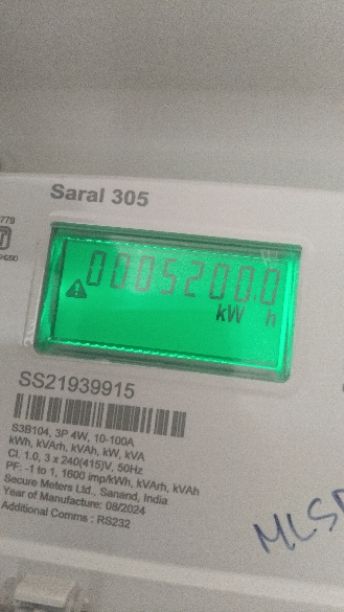 Saral 305
0005200.0
kW h
SS21939915
S3B104, 3P 4W, 10-100A
kWh, kVArh, kVAh, kW, kVA
Cl. 1.0, 3 x 240(415)V, 50Hz
PF: -1 to 1, 1600 imp/kWh, kVArh, kVAh
Secure Meters Ltd., Sanand, India
Year of Manufacture: 08/2024
Additional Comms : RS232